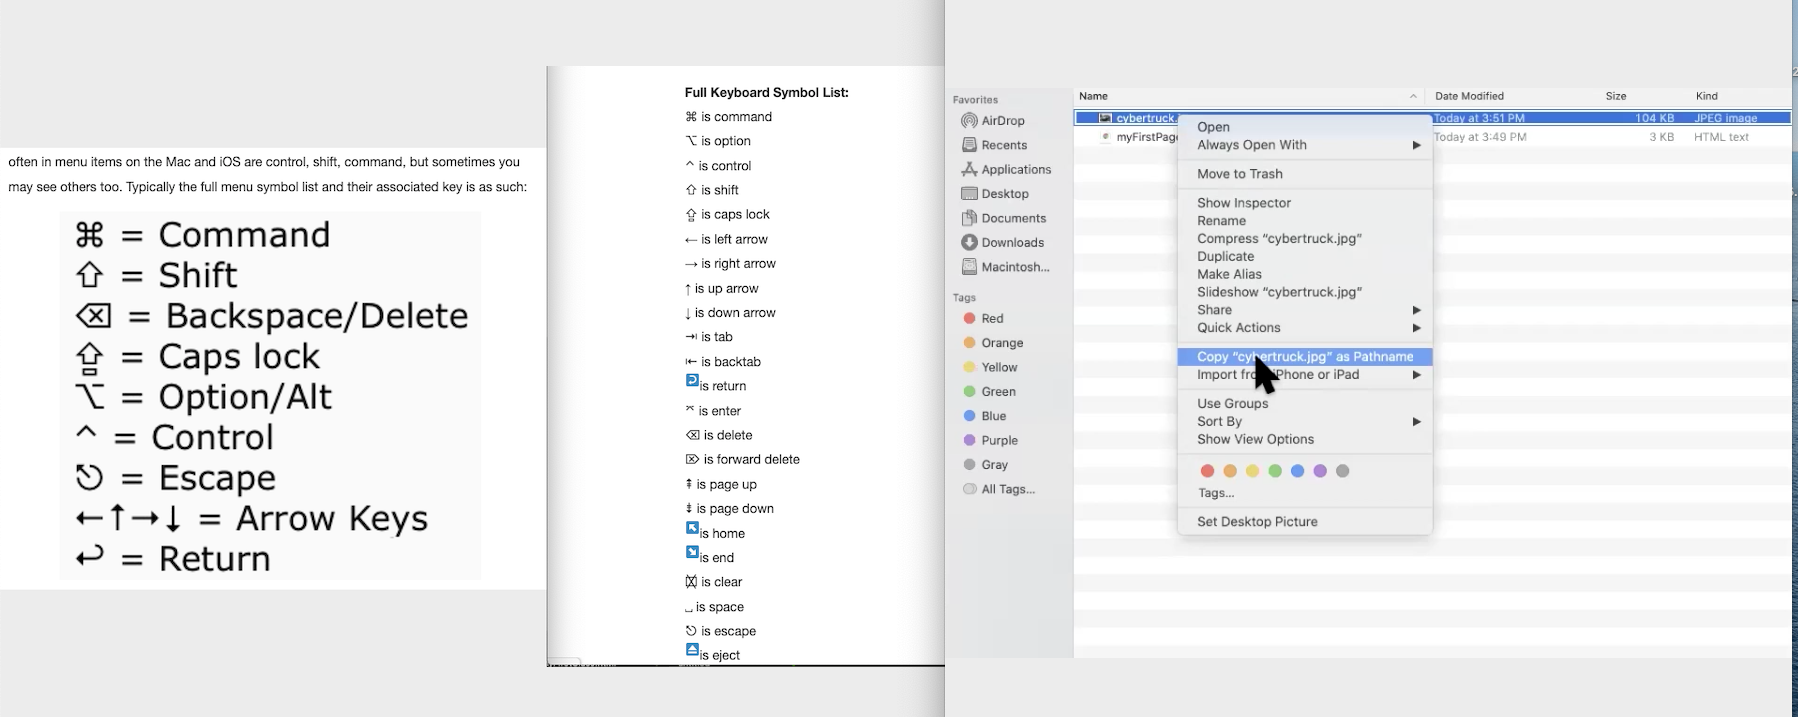 often in menu items on the Mac and iOS are control, shift, command, but sometimes you
may see others too. Typically the full menu symbol list and their associated key is as such:
⌘ = Command
⇧ = Shift
⌫ = Backspace/Delete
⇪ = Caps lock
⌥ = Option/Alt
⌃ = Control
⎋ = Escape
←↑→↓ = Arrow Keys
↩ = Return
Full Keyboard Symbol List:
⌘ is command
⌥ is option
⌃ is control
⇧ is shift
⇪ is caps lock
← is left arrow
→ is right arrow
↑ is up arrow
↓ is down arrow
⇥ is tab
⇤ is backtab
↩ is return
⌤ is enter
⌫ is delete
⌦ is forward delete
⇞ is page up
⇟ is page down
↖ is home
↘ is end
⌧ is clear
␣ is space
⎋ is escape
⏏ is eject
Favorites
AirDrop
Recents
Applications
Desktop
Documents
Downloads
Macintosh...
Tags
Red
Orange
Yellow
Green
Blue
Purple
Gray
All Tags...
Name Date Modified Size Kind
cybertruck. Today at 3:51 PM 104 KB JPEG image
myFirstPag Today at 3:49 PM 3 KB HTML text
Open
Always Open With
Move to Trash
Show Inspector
Rename
Compress “cybertruck.jpg”
Duplicate
Make Alias
Slideshow “cybertruck.jpg”
Share
Quick Actions
Copy “cybertruck.jpg” as Pathname
Import from iPhone or iPad
Use Groups
Sort By
Show View Options
Tags...
Set Desktop Picture